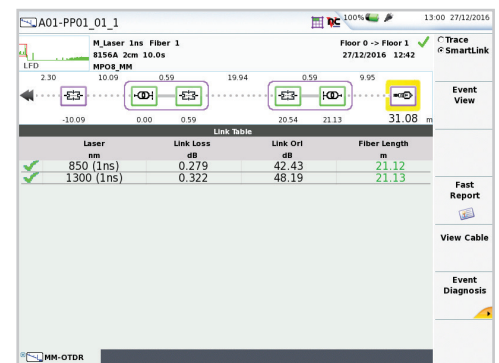 A01-PP01_01_1
100%
13:00 27/12/2016
M_Laser 1ns Fiber 1
8156A 2cm 10.0s
MPO8_MM
LFD
Floor 0 -> Floor 1
27/12/2016 12:42
Trace
SmartLink
2.30 10.09 0.59 19.94 0.59 9.95
-10.09 0.00 0.59 20.54 21.13 31.08 m
Event View
Link Table
Laser Link Loss Link Orl Fiber Length
nm dB dB m
850 (1ns) 0.279 42.43 21.12
1300 (1ns) 0.322 48.19 21.13
Fast
Report
View Cable
Event
Diagnosis
MM-OTDR